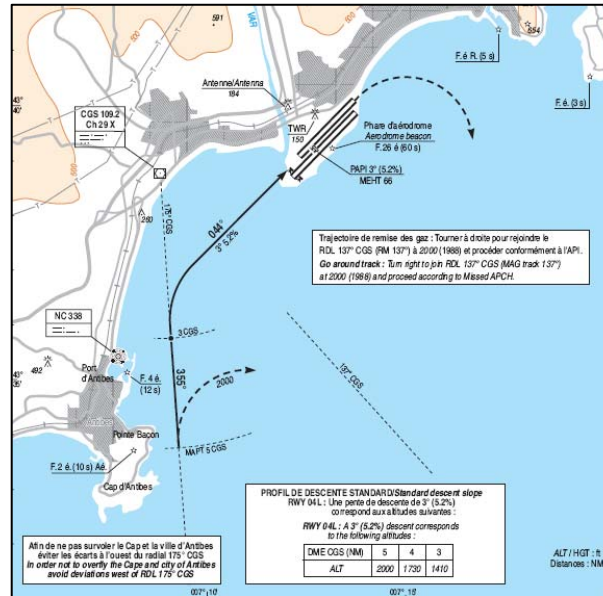 500
591
VAR
500
554
F. é R. (5 s)
F. é. (3 s)
43°
40'
Antenne/Antenna
184
CGS 109.2
Ch 29 X
TWR
150
Phare d'aérodrome
Aerodrome beacon
F.26 é (60 s)
PAPI 3° (5.2%)
MEHT 66
175° CGS
260
044°
3° 5.2%
Trajectoire de remise des gaz : Tourner à droite pour rejoindre le
RDL 137° CGS (RM 137°) à 2000 (1988) et procéder conformément à l'API.
Go around track : Turn right to join RDL 137° CGS (MAG track 137°)
at 2000 (1988) and proceed according to Missed APCH.
NC 338
3 CGS
Port
d'Antibes
492
43°
35'
F. 4 é.
(12 s)
355°
2000
137° CGS
Antibes
Pointe Bacon
MAPT 5 CGS
F.2 é. (10 s) Aé.
Cap d'Antibes
PROFIL DE DESCENTE STANDARD/Standard descent slope
RWY 04L : Une pente de descente de 3° (5.2%)
correspond aux altitudes suivantes :
RWY 04L : A 3° (5.2%) descent corresponds
to the following altitudes :
DME CGS (NM) 5 4 3
ALT 2000 1730 1410
Afin de ne pas survoler le Cap et la ville d'Antibes
éviter les écarts à l'ouest du radial 175° CGS
In order not to overfly the Cape and city of Antibes
avoid deviations west of RDL 175° CGS
ALT / HGT : ft
Distances : NM
007° 10'
007° 15'